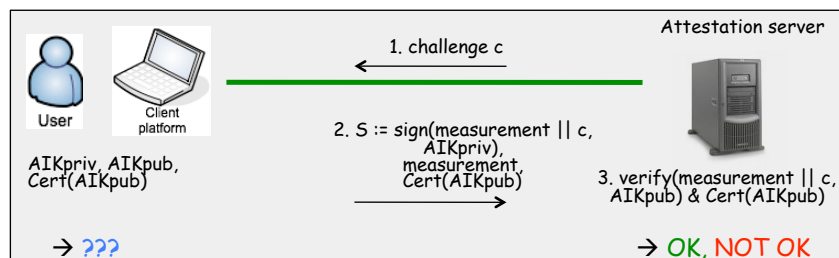 Attestation server
1. challenge c
User
Client
platform
2. S := sign(measurement || c,
AIKpriv),
measurement,
Cert(AIKpub)
AIKpriv, AIKpub,
Cert(AIKpub)
3. verify(measurement || c,
AIKpub) & Cert(AIKpub)
→ ???
→ OK, NOT OK